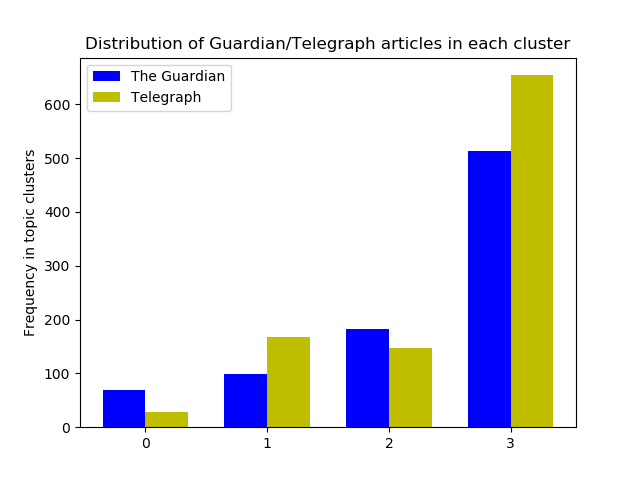 Distribution of Guardian/Telegraph articles in each cluster
The Guardian
Telegraph
Frequency in topic clusters
600
500
400
300
200
100
0
0 1 2 3